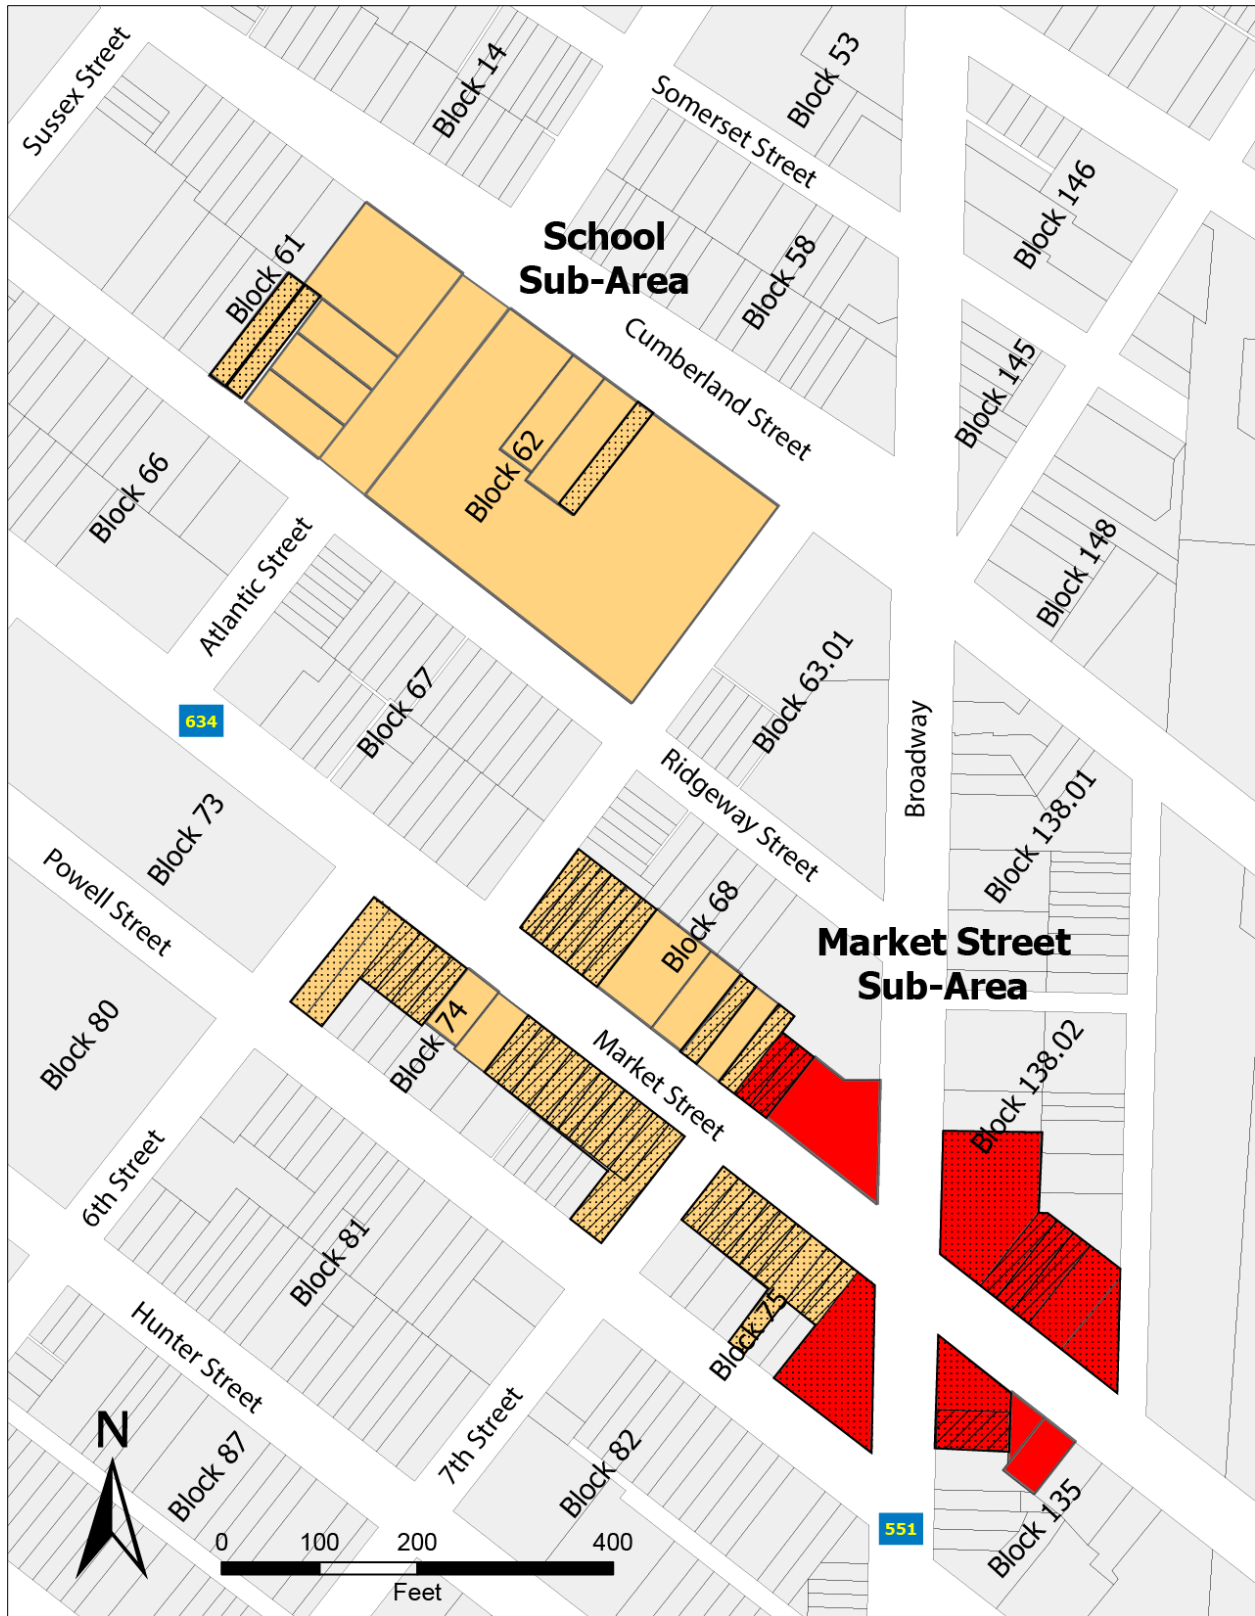 Sussex Street
Block 14
Block 53
Somerset Street
Block 146
School
Sub-Area
Block 61
Block 58
Cumberland Street
Block 145
Block 62
Block 66
Block 148
Atlantic Street
Block 67
Block 63.01
634
Ridgeway Street
Broadway
Block 73
Block 138.01
Powell Street
Block 68
Market Street
Sub-Area
Block 80
Block 74
Market Street
Block 138.02
6th Street
Block 81
Block 75
Hunter Street
7th Street
N
Block 87
Block 82
551
Block 135
0 100 200 400
Feet